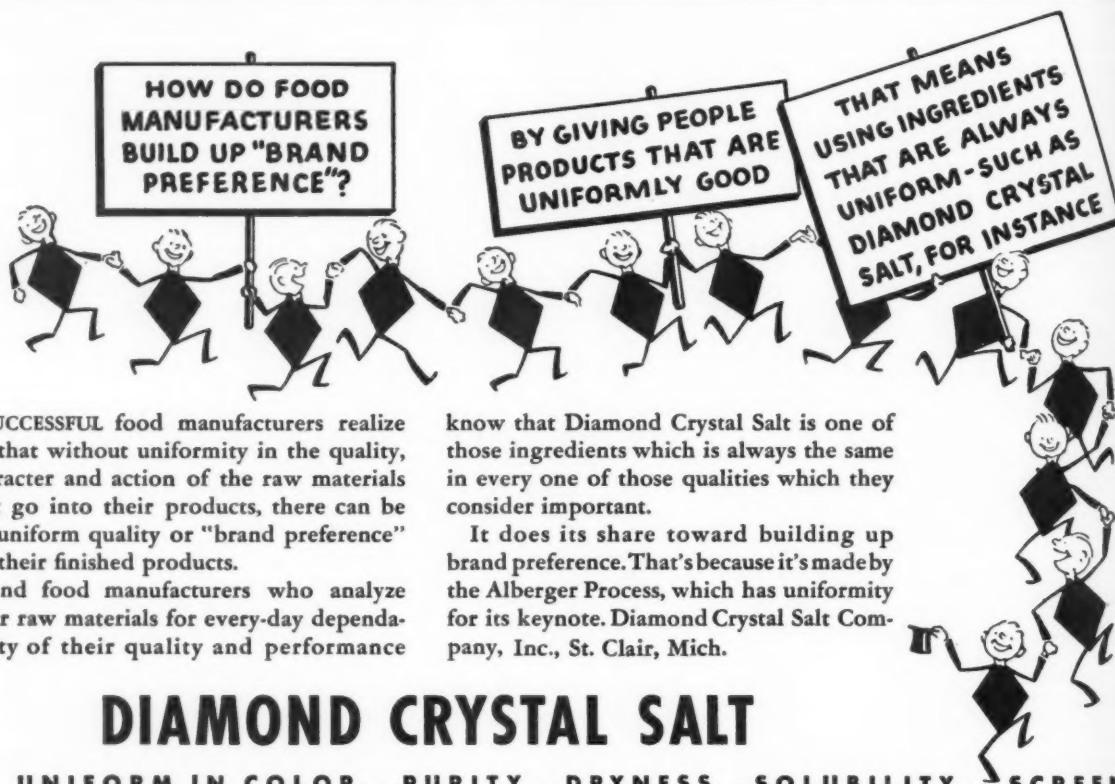 HOW DO FOOD
MANUFACTURERS
BUILD UP "BRAND
PREFERENCE"?
BY GIVING PEOPLE
PRODUCTS THAT ARE
UNIFORMLY GOOD
THAT MEANS
USING INGREDIENTS
THAT ARE ALWAYS
UNIFORM-SUCH AS
DIAMOND CRYSTAL
SALT, FOR INSTANCE
UCCESSFUL food manufacturers realize
that without uniformity in the quality,
racter and action of the raw materials
go into their products, there can be
uniform quality or "brand preference"
their finished products.
nd food manufacturers who analyze
r raw materials for every-day dependa-
ty of their quality and performance
know that Diamond Crystal Salt is one of
those ingredients which is always the same
in every one of those qualities which they
consider important.
It does its share toward building up
brand preference. That's because it's made by
the Alberger Process, which has uniformity
for its keynote. Diamond Crystal Salt Com-
pany, Inc., St. Clair, Mich.
DIAMOND CRYSTAL SALT
UNIFORM IN COLOR PURITY DRYNESS SOLUBILITY SCREE